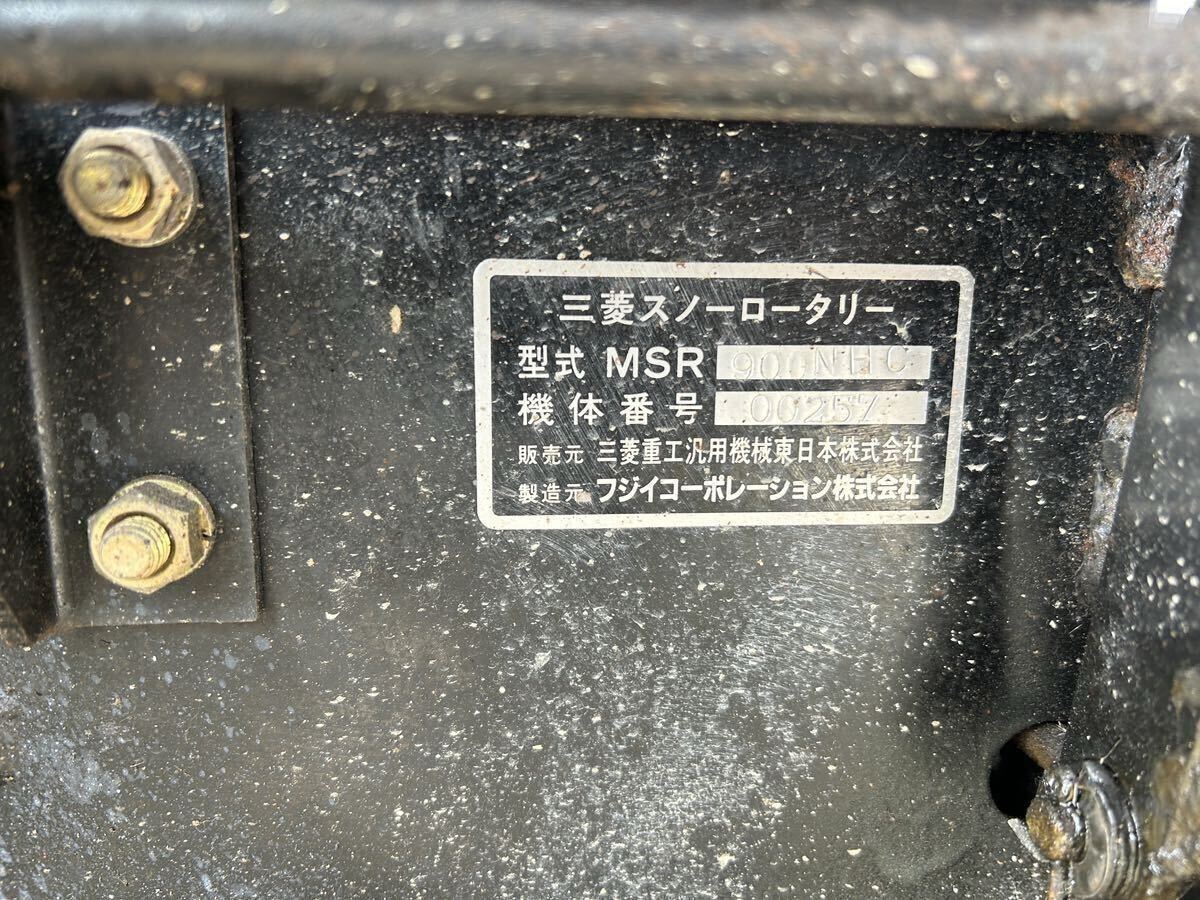 三菱スノーロータリー
型式 MSR 900NHC
機体番号 00257
販売元 三菱重工汎用機械東日本株式会社
製造元 フジイコーポレーション株式会社